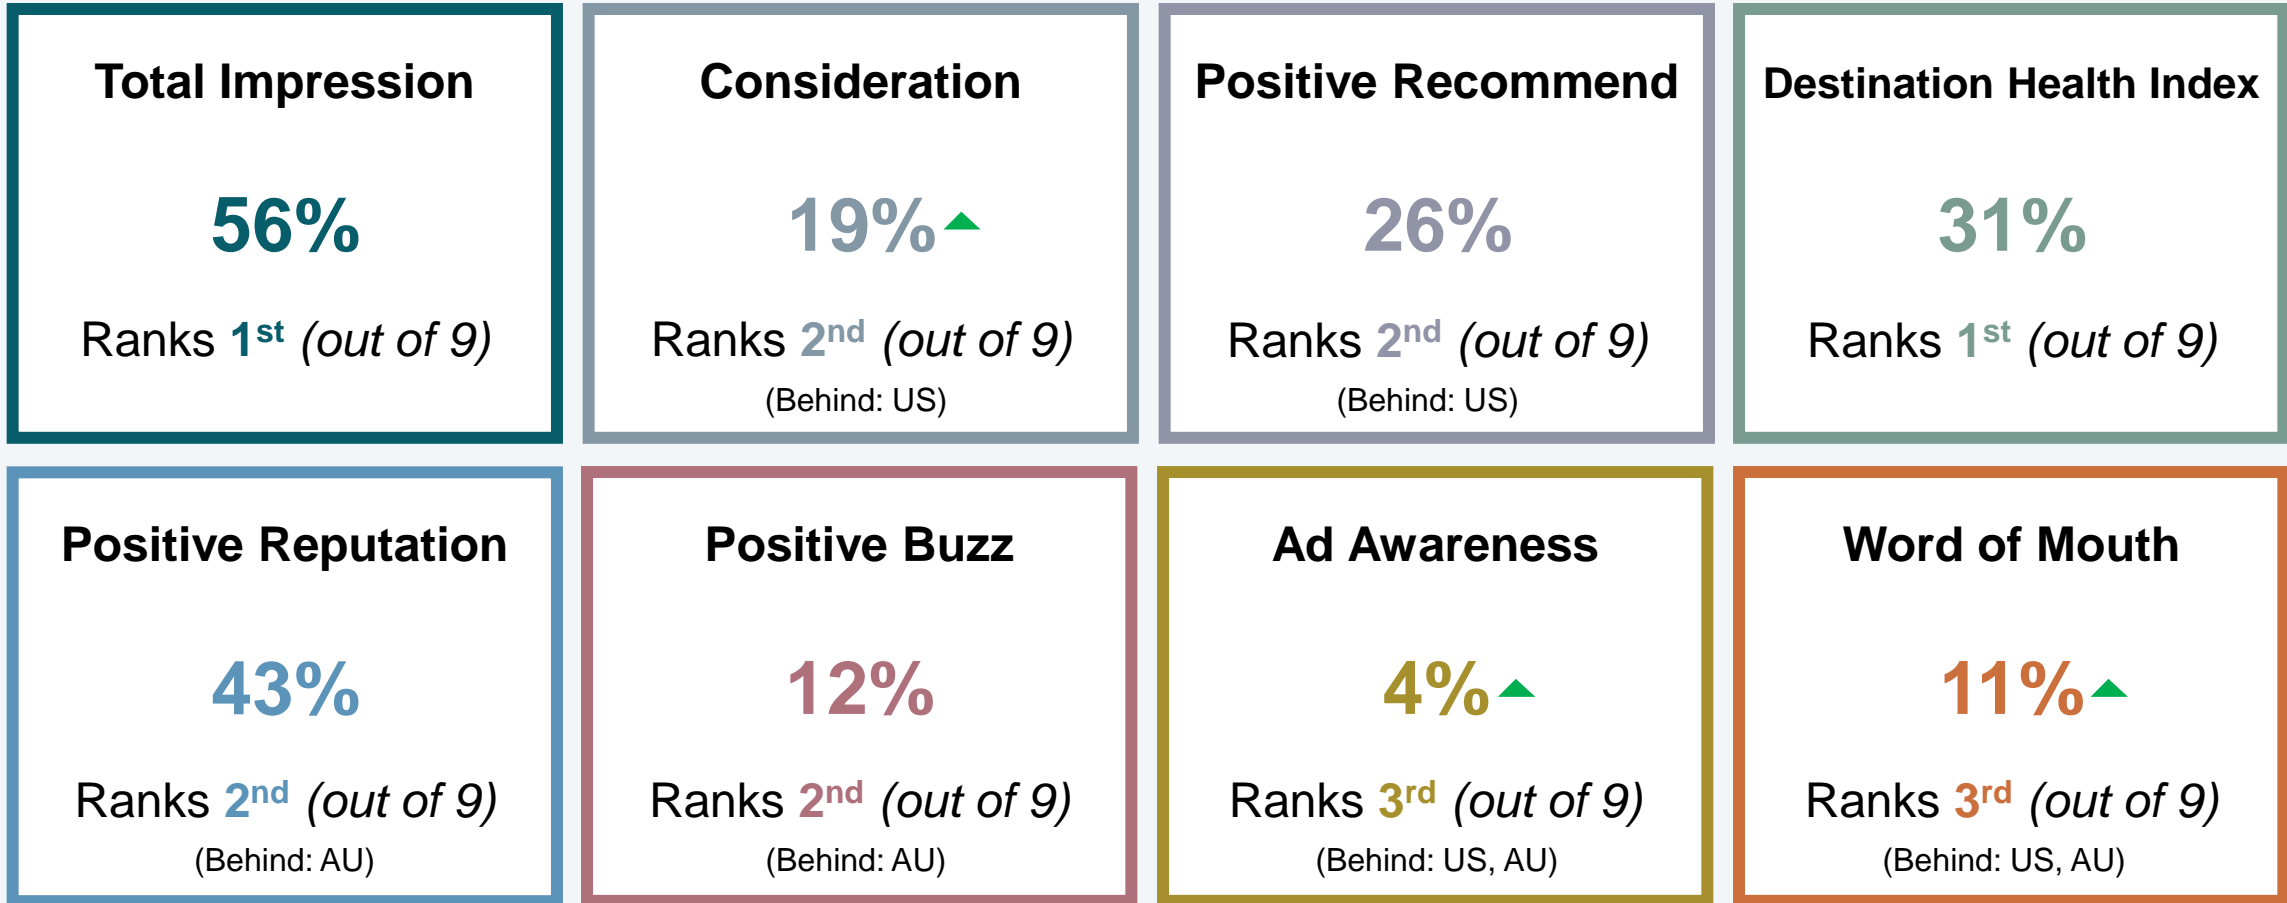 Total Impression
56%
Ranks 1st (out of 9)
Consideration
19%
Ranks 2nd (out of 9)
(Behind: US)
Positive Recommend
26%
Ranks 2nd (out of 9)
(Behind: US)
Destination Health Index
31%
Ranks 1st (out of 9)
Positive Reputation
43%
Ranks 2nd (out of 9)
(Behind: AU)
Positive Buzz
12%
Ranks 2nd (out of 9)
(Behind: AU)
Ad Awareness
4%
Ranks 3rd (out of 9)
(Behind: US, AU)
Word of Mouth
11%
Ranks 3rd (out of 9)
(Behind: US, AU)